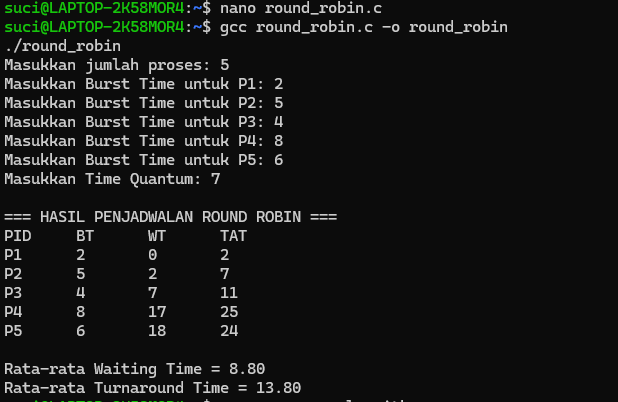 suci@LAPTOP-2K58MOR4:~$ nano round_robin.c
suci@LAPTOP-2K58MOR4:~$ gcc round_robin.c -o round_robin
./round_robin
Masukkan jumlah proses: 5
Masukkan Burst Time untuk P1: 2
Masukkan Burst Time untuk P2: 5
Masukkan Burst Time untuk P3: 4
Masukkan Burst Time untuk P4: 8
Masukkan Burst Time untuk P5: 6
Masukkan Time Quantum: 7
=== HASIL PENJADWALAN ROUND ROBIN ===
PID BT WT TAT
P1 2 0 2
P2 5 2 7
P3 4 7 11
P4 8 17 25
P5 6 18 24
Rata-rata Waiting Time = 8.80
Rata-rata Turnaround Time = 13.80